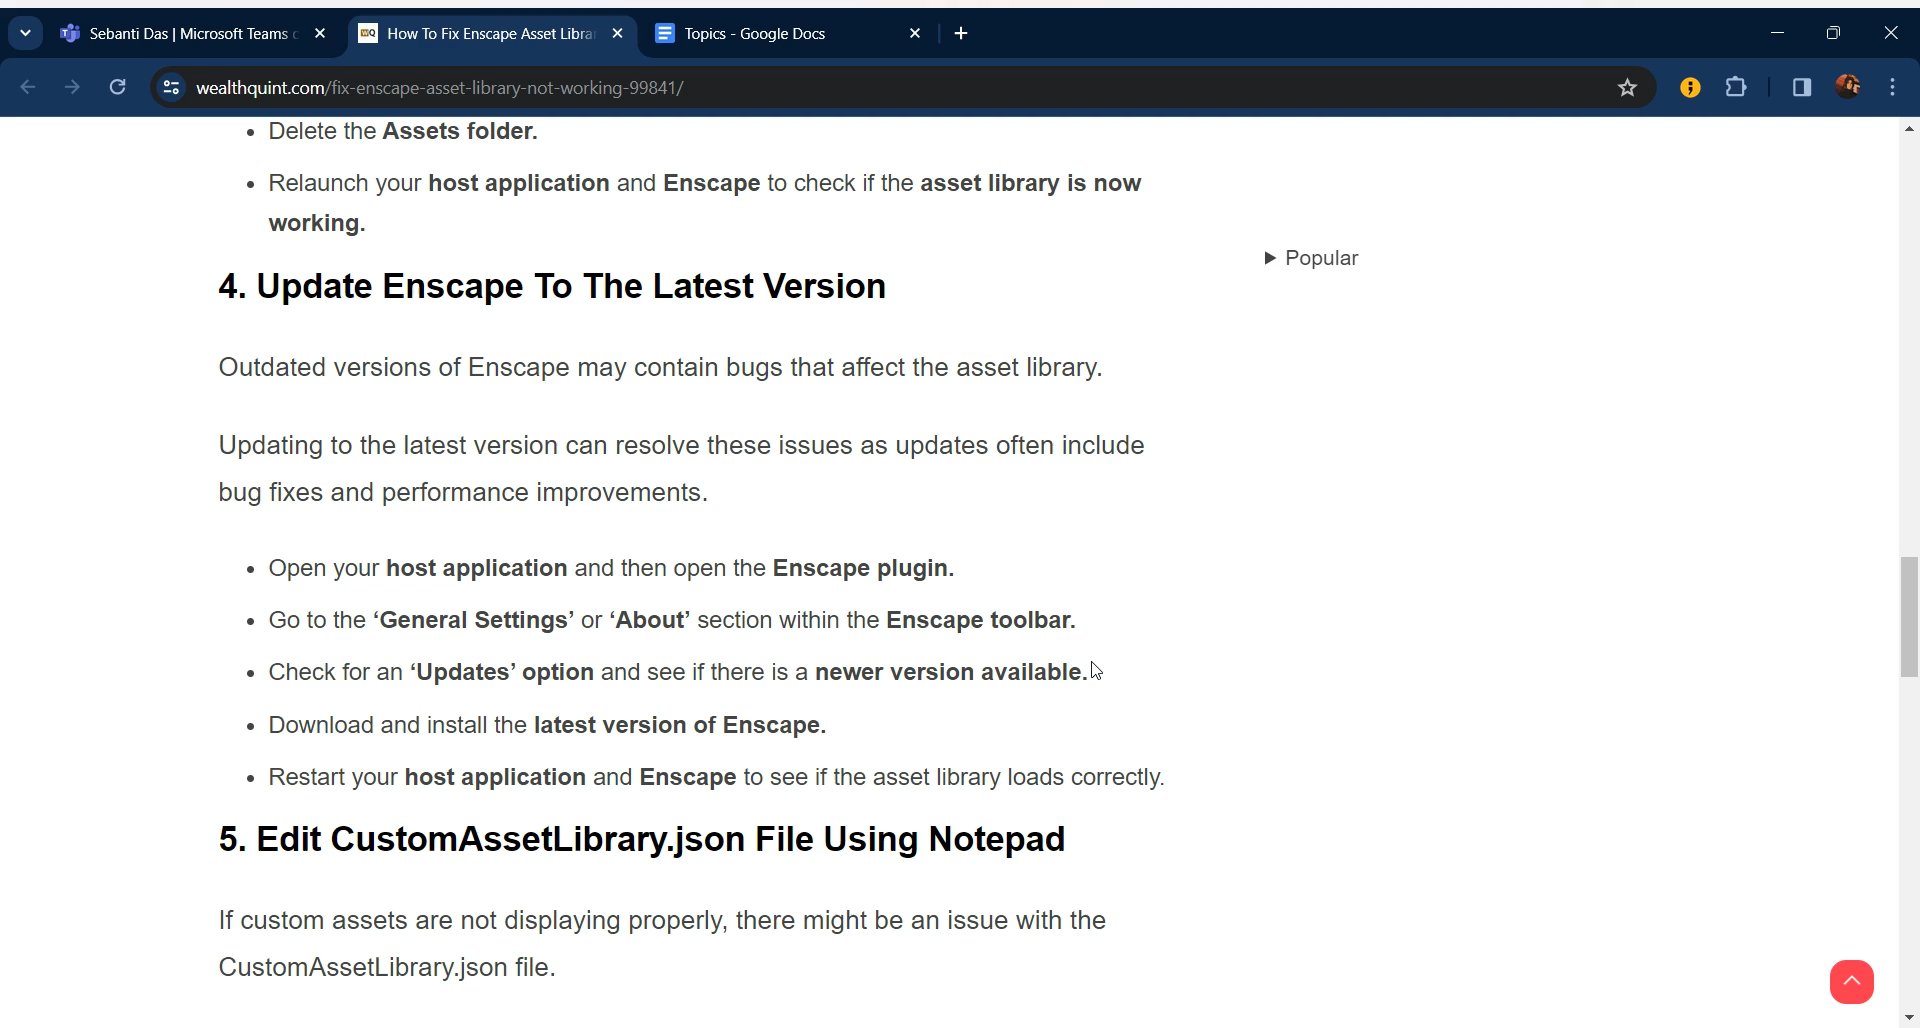 Sebanti Das | Microsoft Teams
How To Fix Enscape Asset Libra
Topics - Google Docs
wealthquint.com/fix-enscape-asset-library-not-working-99841/
• Delete the Assets folder.
• Relaunch your host application and Enscape to check if the asset library is now
working.
Popular
4. Update Enscape To The Latest Version
Outdated versions of Enscape may contain bugs that affect the asset library.
Updating to the latest version can resolve these issues as updates often include
bug fixes and performance improvements.
• Open your host application and then open the Enscape plugin.
• Go to the ‘General Settings’ or ‘About’ section within the Enscape toolbar.
• Check for an ‘Updates’ option and see if there is a newer version available.
• Download and install the latest version of Enscape.
• Restart your host application and Enscape to see if the asset library loads correctly.
5. Edit CustomAssetLibrary.json File Using Notepad
If custom assets are not displaying properly, there might be an issue with the
CustomAssetLibrary.json file.